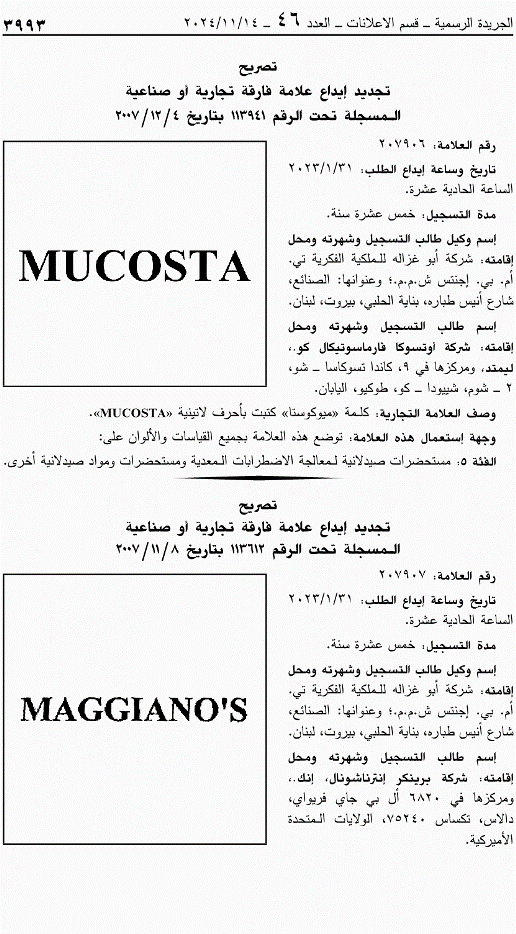 الجريدة الرسمية ــ قسم الاعلانات ــ العدد ٤٦ ــ ٢٠٢٤/١١/١٤
٣٩٩٣
تصريح
تجديد إيداع علامة فارقة تجارية أو صناعية
المسجلة تحت الرقم ١١٣٩٤١ بتاريخ ٢٠٠٧/١٢/٤
رقم العلامة: ٢٠٧٩٠٦
تاريخ وساعة إيداع الطلب: ٢٠٢٣/١/٣١
الساعة الحادية عشرة.
مدة التسجيل: خمس عشرة سنة.
إسم وكيل طالب التسجيل وشهرته ومحل
إقامته: شركة أبو غزاله للملكية الفكرية تي.
أم. بي. إجنتس ش.م.م.؛ وعنوانها: الصنائع،
شارع أنيس طباره، بناية الحلبي، بيروت، لبنان.
إسم طالب التسجيل وشهرته ومحل
إقامته: شركة أوتسوكا فارماسوتيكال كو.،
ليمتد، ومركزها في ٩، كاندا تسوكاسا ــ شو،
٢ ــ شوم، شييودا ــ كو، طوكيو، اليابان.
MUCOSTA
وصف العلامة التجارية: كلمة «ميوكوستا» كتبت بأحرف لاتينية «MUCOSTA».
وجهة إستعمال هذه العلامة: توضع هذه العلامة بجميع القياسات والألوان على:
الفئة ٥: مستحضرات صيدلانية لمعالجة الاضطرابات المعدية ومستحضرات ومواد صيدلانية أخرى.
تصريح
تجديد إيداع علامة فارقة تجارية أو صناعية
المسجلة تحت الرقم ١١٣٦١٢ بتاريخ ٢٠٠٧/١١/٨
رقم العلامة: ٢٠٧٩٠٧
تاريخ وساعة إيداع الطلب: ٢٠٢٣/١/٣١
الساعة الحادية عشرة.
مدة التسجيل: خمس عشرة سنة.
إسم وكيل طالب التسجيل وشهرته ومحل
إقامته: شركة أبو غزاله للملكية الفكرية تي.
أم. بي. إجنتس ش.م.م.؛ وعنوانها: الصنائع،
شارع أنيس طباره، بناية الحلبي، بيروت، لبنان.
إسم طالب التسجيل وشهرته ومحل
إقامته: شركة برينكر إنترناشونال، إنك.،
ومركزها في ٦٨٢٠ أل بي جاي فريواي،
دالاس، تكساس ٧٥٢٤٠، الولايات المتحدة
الأميركية.
MAGGIANO'S